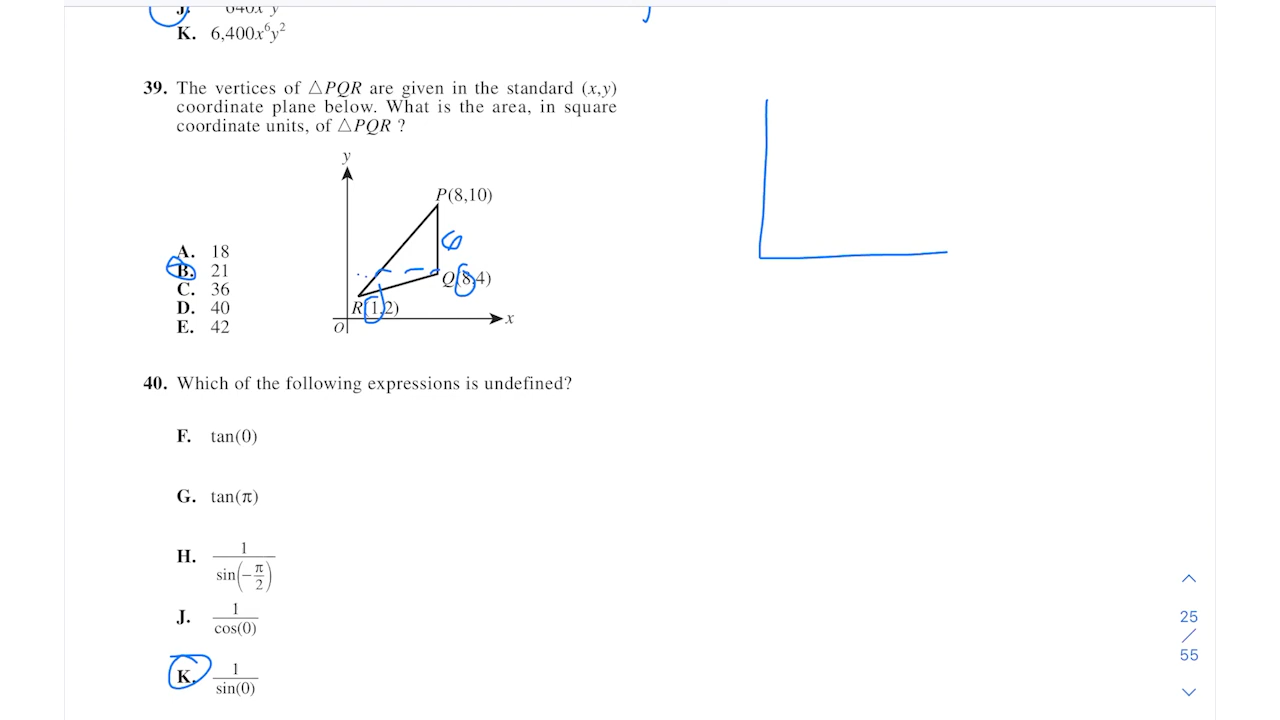 J.
K. 6,400x⁶y²
39. The vertices of △PQR are given in the standard (x,y)
coordinate plane below. What is the area, in square
coordinate units, of △PQR ?
y
P(8,10)
6
Q(8,4)
R(1,2)
O
x
A. 18
B. 21
C. 36
D. 40
E. 42
40. Which of the following expressions is undefined?
F. tan(0)
G. tan(π)
H. 1/sin(−π/2)
J. 1/cos(0)
K. 1/sin(0)
25
/
55